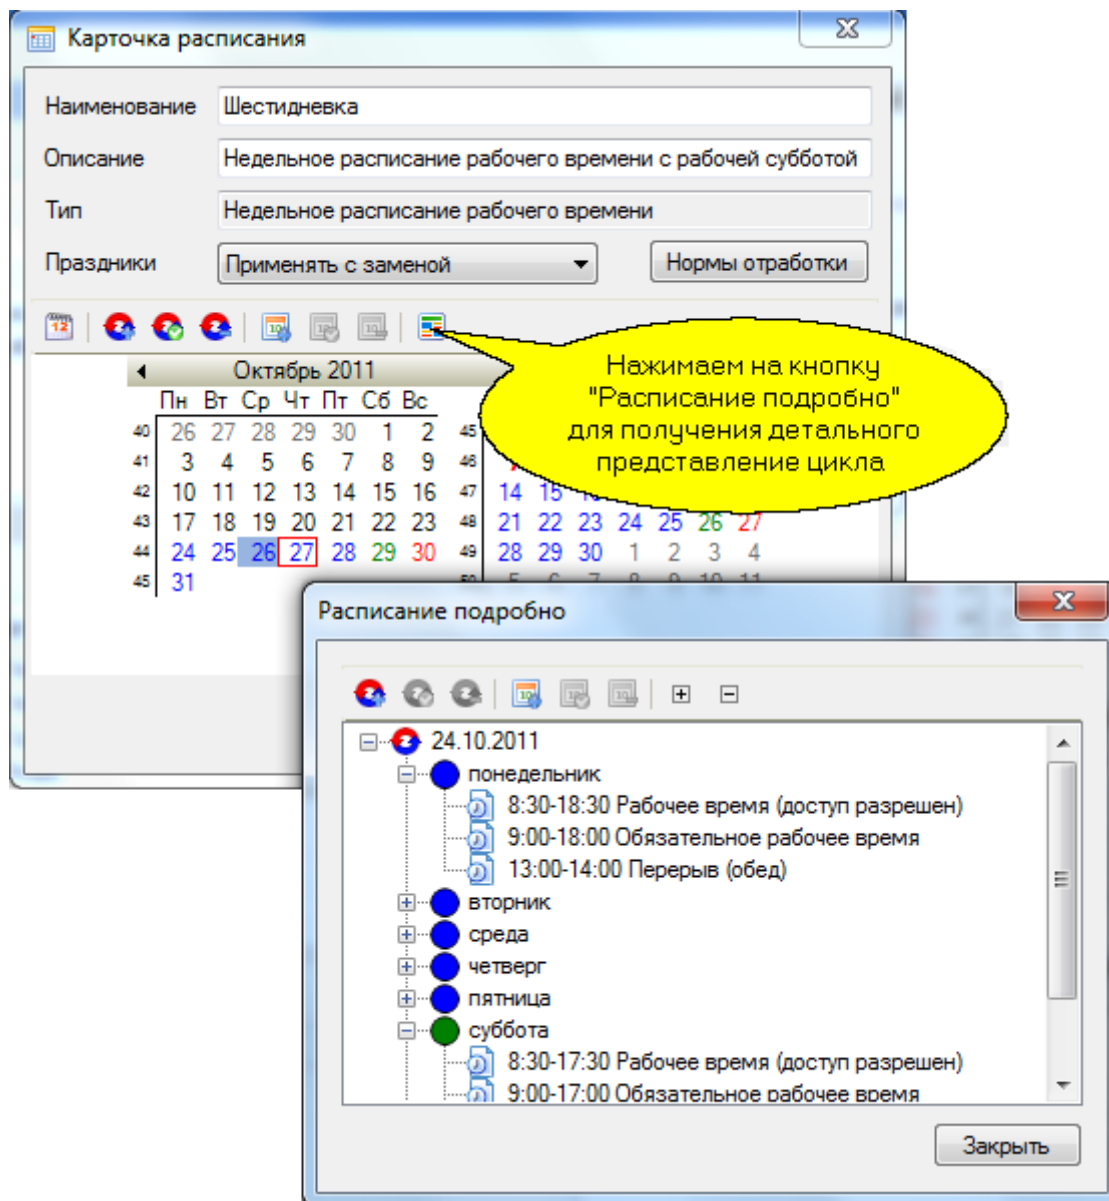 Карточка расписания
Наименование Шестидневка
Описание Недельное расписание рабочего времени с рабочей субботой
Тип Недельное расписание рабочего времени
Праздники Применять с заменой Нормы отработки
Нажимаем на кнопку
"Расписание подробно"
для получения детального
представление цикла
Октябрь 2011
Пн Вт Ср Чт Пт Сб Вс
40 26 27 28 29 30 1 2 45
41 3 4 5 6 7 8 9 46
42 10 11 12 13 14 15 16 47 14 15
43 17 18 19 20 21 22 23 48 21 22 23 24 25 26 27
44 24 25 26 27 28 29 30 49 28 29 30 1 2 3 4
45 31
Расписание подробно
24.10.2011
понедельник
8:30-18:30 Рабочее время (доступ разрешен)
9:00-18:00 Обязательное рабочее время
13:00-14:00 Перерыв (обед)
вторник
среда
четверг
пятница
суббота
8:30-17:30 Рабочее время (доступ разрешен)
9:00-17:00 Обязательное рабочее время
Закрыть